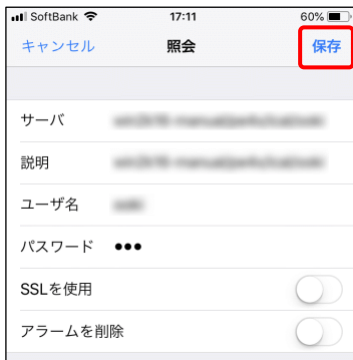 SoftBank 17:11 60%
キャンセル 照会 保存
サーバ
説明
ユーザ名
パスワード •••
SSLを使用
アラームを削除